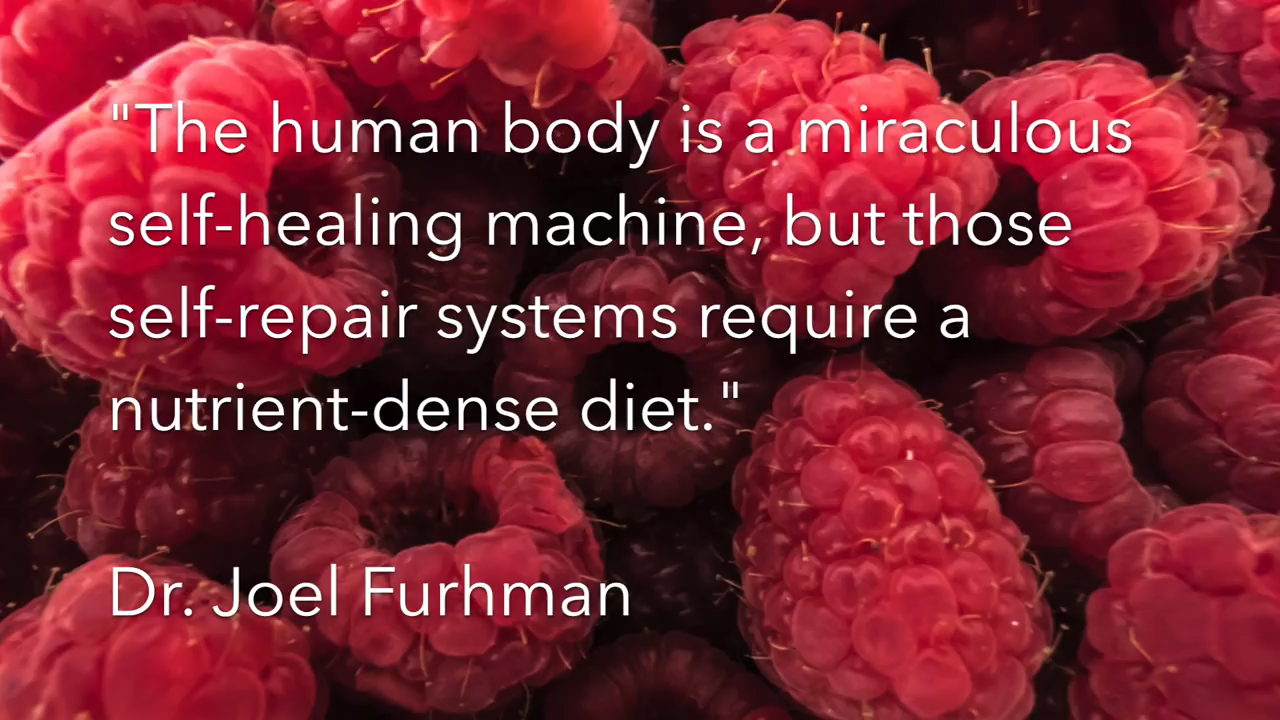 "The human body is a miraculous
self-healing machine, but those
self-repair systems require a
nutrient-dense diet."
Dr. Joel Furhman